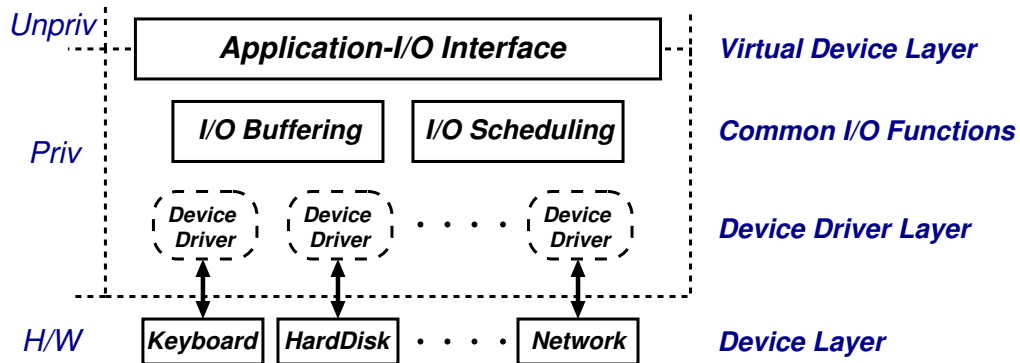 Unpriv
Application-I/O Interface
Virtual Device Layer
I/O Buffering
I/O Scheduling
Common I/O Functions
Priv
Device
Driver
Device
Driver
. . . .
Device
Driver
Device Driver Layer
H/W
Keyboard
HardDisk
. . . .
Network
Device Layer